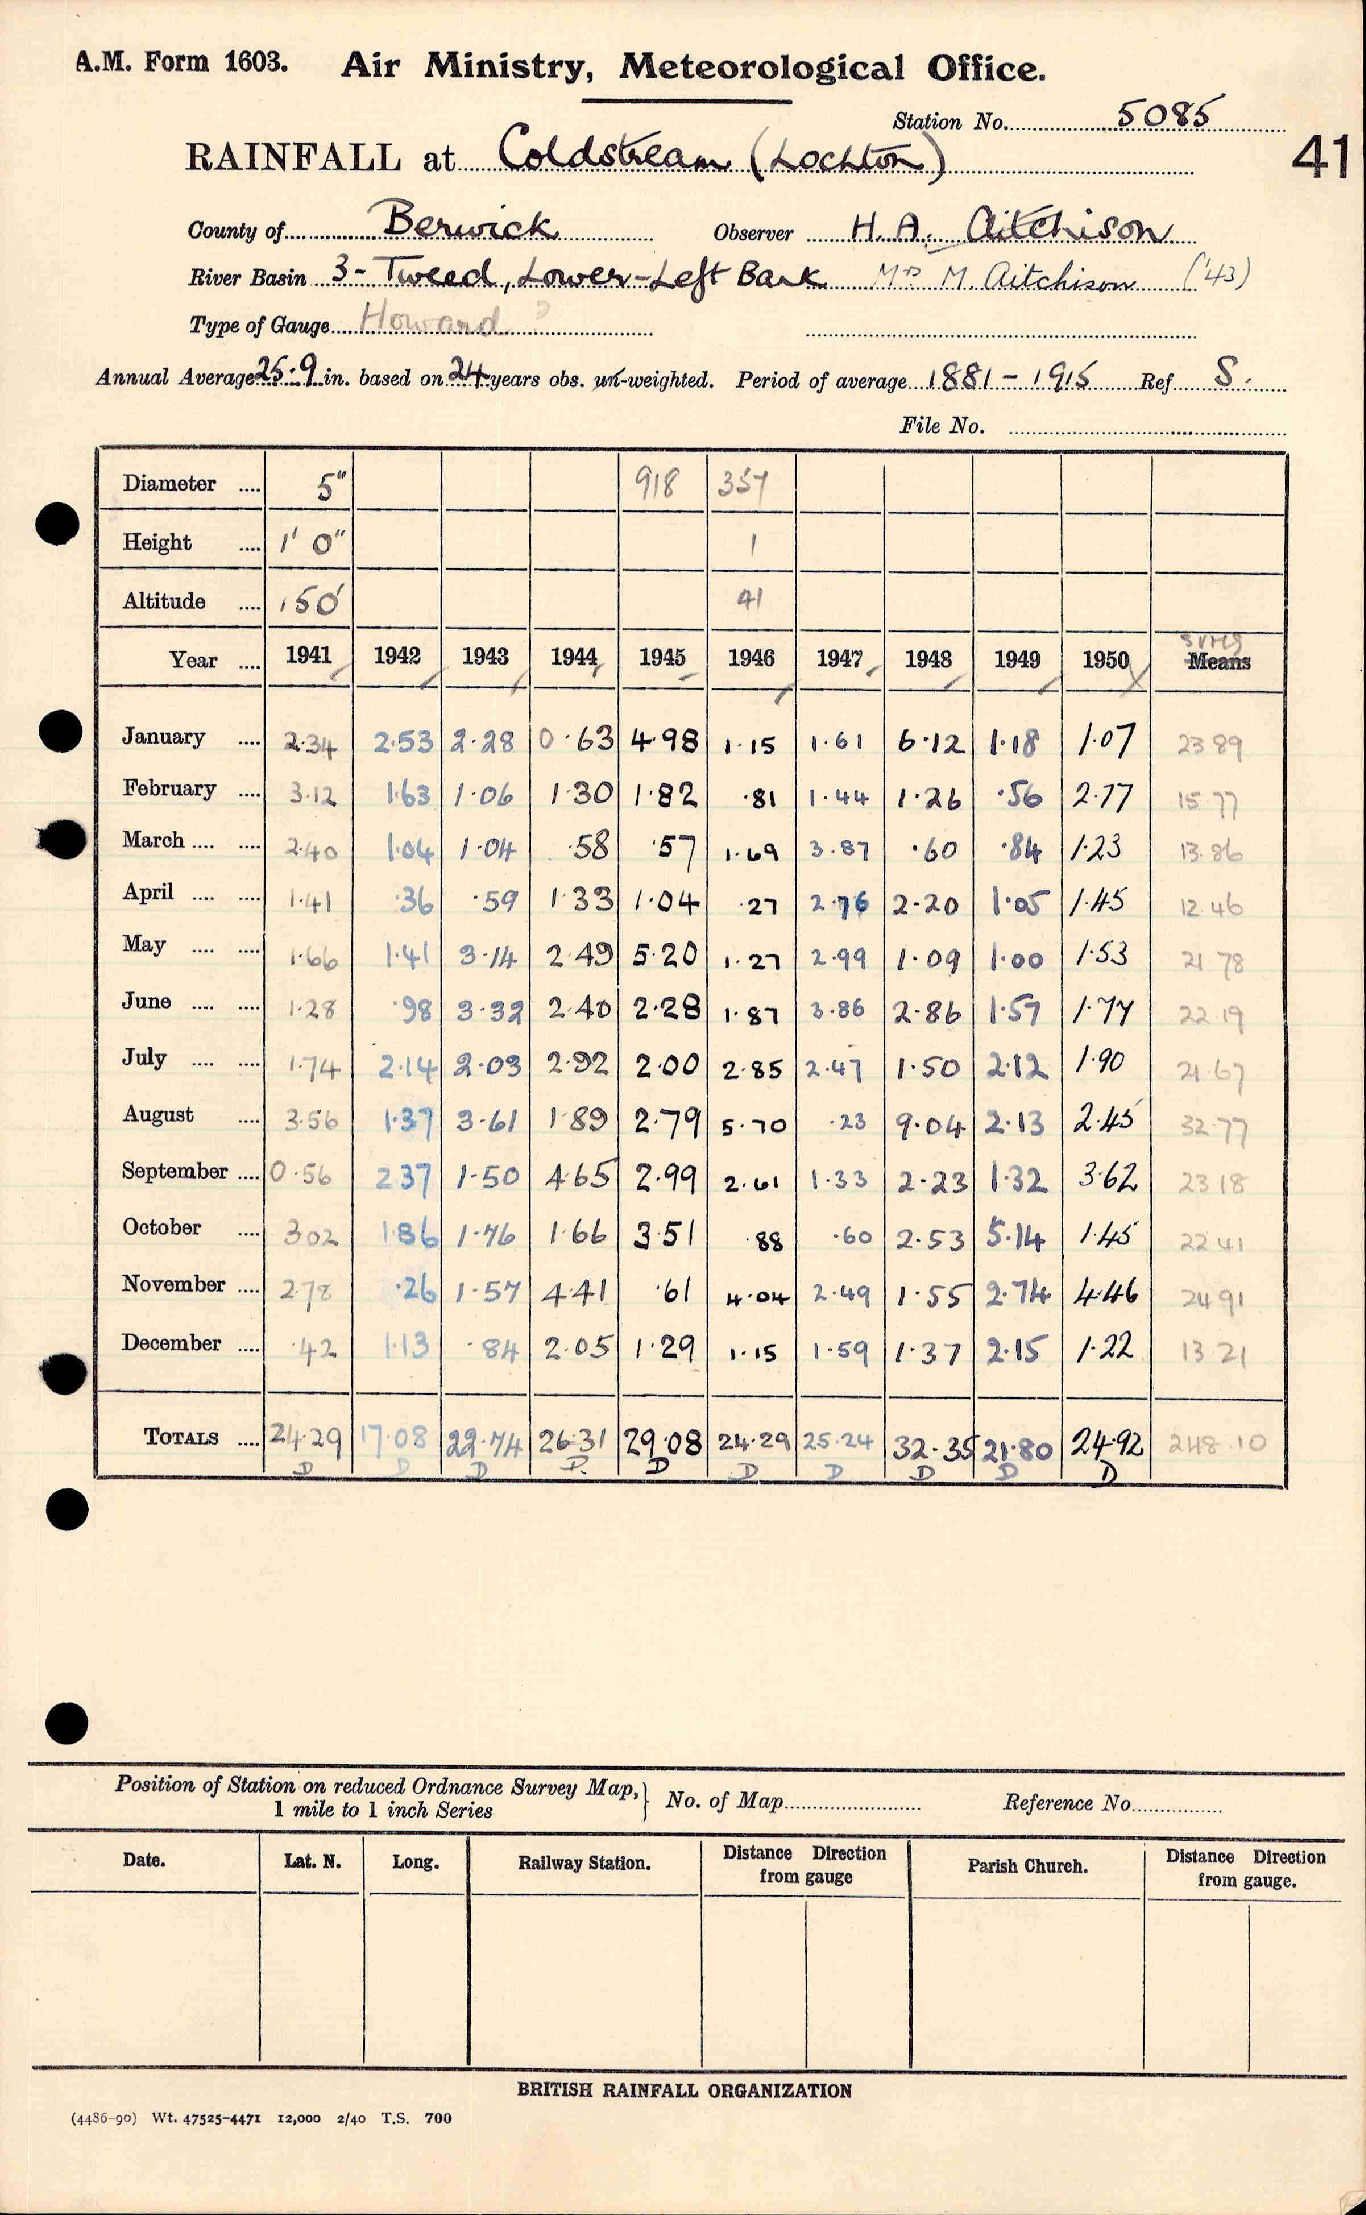 A.M. Form 1603. Air Ministry, Meteorological Office.
Station No. 5085
41
RAINFALL at Coldstream (Lochton)
County of Berwick Observer H. A. Aitchison
River Basin 3 - Tweed, Lower-Left Bank Mrs M. Aitchison ('43)
Type of Gauge Howard ?
Annual Average 25.9 in. based on 24 years obs. un-weighted. Period of average 1881 - 1915 Ref S.
File No.
Diameter .... 5" 918 357
Height .... 1' 0" 1
Altitude .... 150' 41
Year .... 1941 1942 1943 1944 1945 1946 1947 1948 1949 1950 Sums Means
January .... 2.34 2.53 2.28 0.63 4.98 1.15 1.61 6.12 1.18 1.07 23 89
February .... 3.12 1.63 1.06 1.30 1.82 .81 1.44 1.26 .56 2.77 15 77
March .... .... 2.40 1.04 1.04 .58 .57 1.69 3.87 .60 .84 1.23 13.86
April .... .... 1.41 .36 .59 1.33 1.04 .27 2.76 2.20 1.05 1.45 12.46
May .... .... 1.66 1.41 3.14 2.49 5.20 1.27 2.99 1.09 1.00 1.53 21 78
June .... .... 1.28 .98 3.32 2.40 2.28 1.87 3.86 2.86 1.57 1.77 22 19
July .... .... 1.74 2.14 2.03 2.92 2.00 2.85 2.47 1.50 2.12 1.90 21.67
August .... 3.56 1.37 3.61 1.89 2.79 5.70 .23 9.04 2.13 2.45 32.77
September .... 0.56 2 37 1.50 4.65 2.99 2.61 1.33 2.23 1.32 3.62 23 18
October .... 3 02 1 86 1.76 1.66 3.51 .88 .60 2.53 5.14 1.45 22 41
November .... 2.78 .26 1.57 4.41 .61 4.04 2.49 1.55 2.74 4.46 24 91
December .... .42 1.13 .84 2.05 1.29 1.15 1.59 1.37 2.15 1.22 13 21
TOTALS .... 24.29 17.08 22.74 26.31 29.08 24.29 25.24 32.35 21.80 24.92 248.10
D D D D. D D D D D D
Position of Station on reduced Ordnance Survey Map, 1 mile to 1 inch Series } No. of Map Reference No.
Date. Lat. N. Long. Railway Station. Distance Direction from gauge Parish Church. Distance Direction from gauge.
BRITISH RAINFALL ORGANIZATION
(4486-90) Wt. 47525-4471 12,000 2/40 T.S. 700